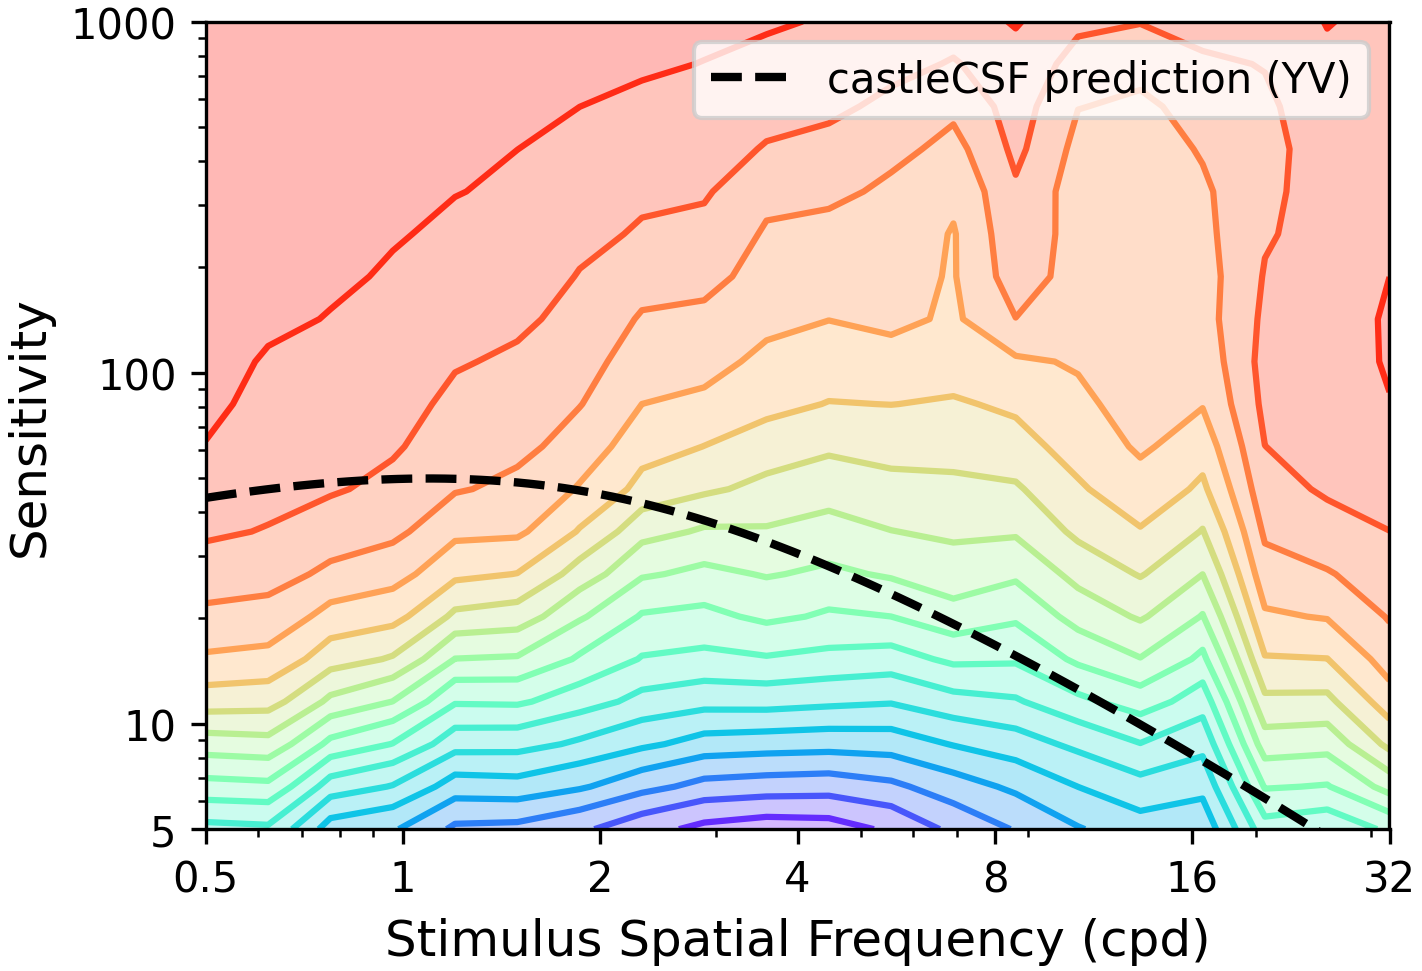 1000
castleCSF prediction (YV)
Sensitivity
100
10
5
0.5 1 2 4 8 16 32
Stimulus Spatial Frequency (cpd)